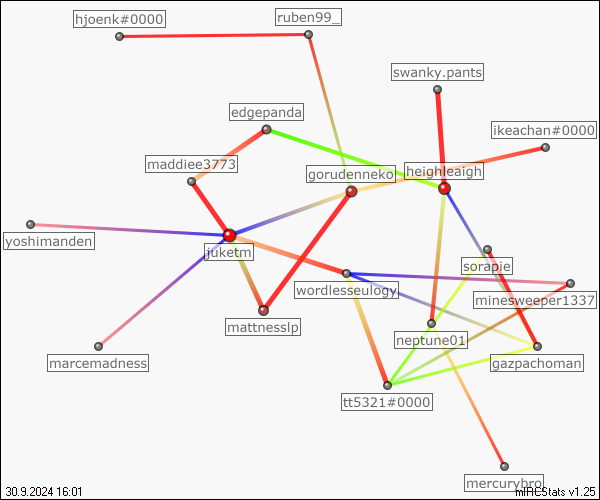 hjoenk#0000
ruben99_
swanky.pants
edgepanda
ikeachan#0000
maddiee3773
gorudenneko
heighleaigh
yoshimanden
juketm
sorapie
wordlesseulogy
minesweeper1337
mattnesslp
neptune01
marcemadness
gazpachoman
tt5321#0000
mercurybro
30.9.2024 16:01
mIRCStats v1.25